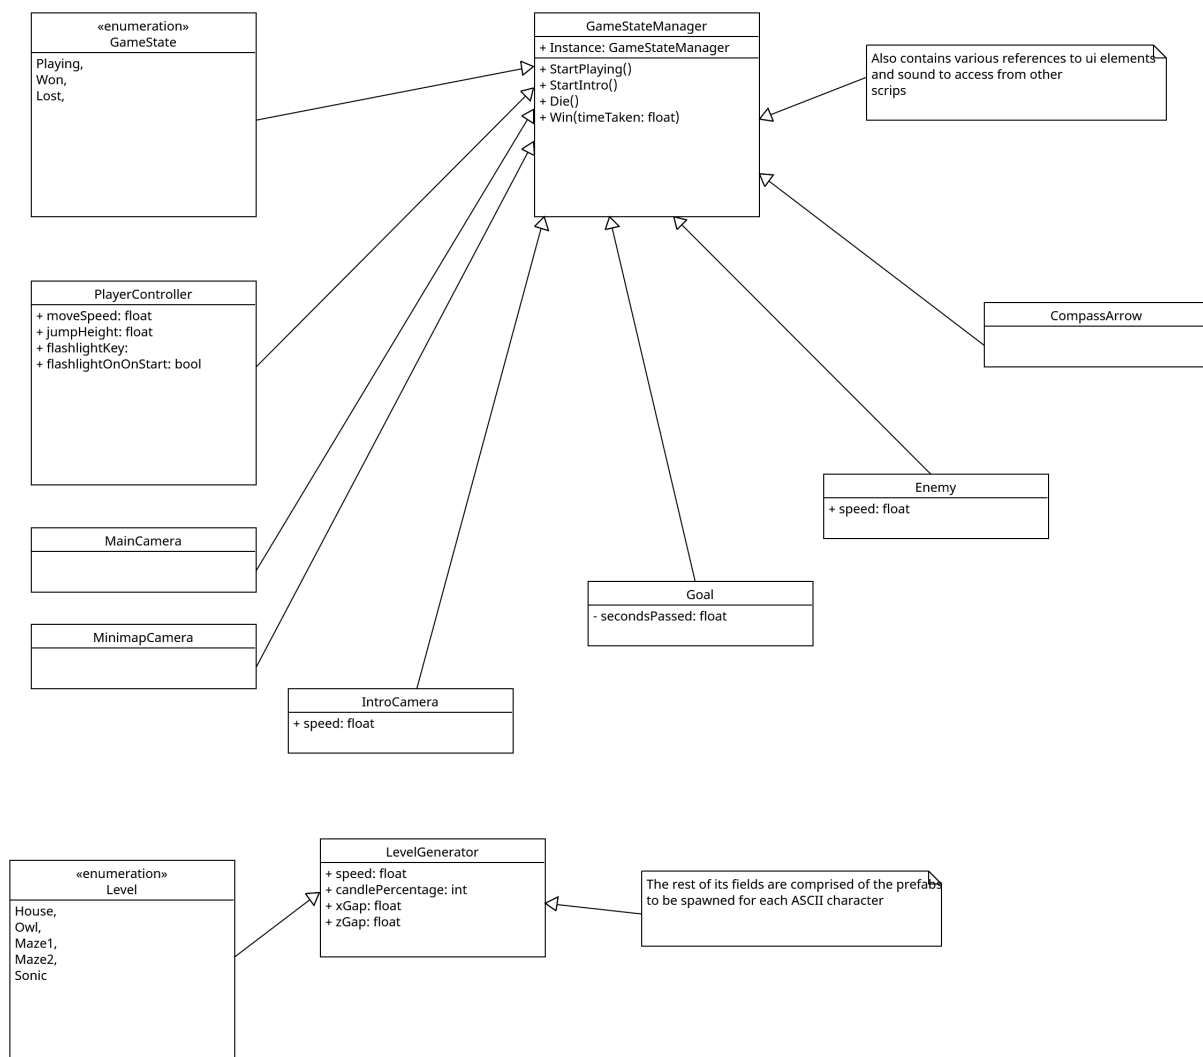 «enumeration»
GameState
Playing,
Won,
Lost,
GameStateManager
+ Instance: GameStateManager
+ StartPlaying()
+ StartIntro()
+ Die()
+ Win(timeTaken: float)
Also contains various references to ui elements
and sound to access from other
scrips
PlayerController
+ moveSpeed: float
+ jumpHeight: float
+ flashlightKey:
+ flashlightOnOnStart: bool
CompassArrow
Enemy
+ speed: float
MainCamera
Goal
- secondsPassed: float
MinimapCamera
IntroCamera
+ speed: float
«enumeration»
Level
House,
Owl,
Maze1,
Maze2,
Sonic
LevelGenerator
+ speed: float
+ candlePercentage: int
+ xGap: float
+ zGap: float
The rest of its fields are comprised of the prefabs
to be spawned for each ASCII character